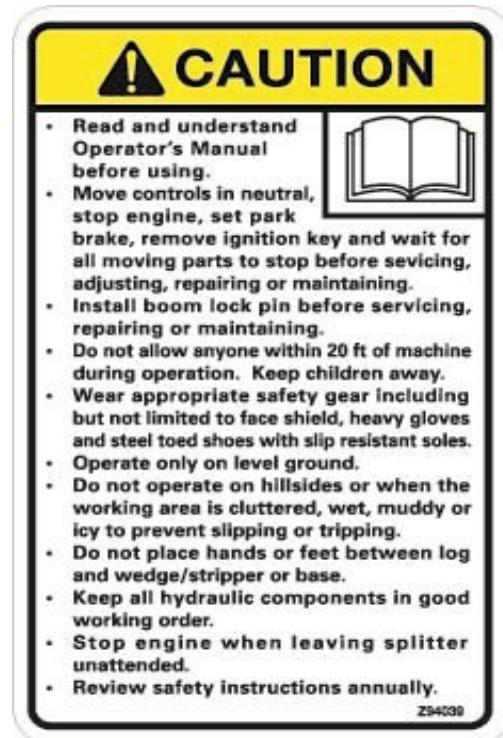 CAUTION
• Read and understand
Operator's Manual
before using.
• Move controls in neutral,
stop engine, set park
brake, remove ignition key and wait for
all moving parts to stop before sevicing,
adjusting, repairing or maintaining.
• Install boom lock pin before servicing,
repairing or maintaining.
• Do not allow anyone within 20 ft of machine
during operation. Keep children away.
• Wear appropriate safety gear including
but not limited to face shield, heavy gloves
and steel toed shoes with slip resistant soles.
• Operate only on level ground.
• Do not operate on hillsides or when the
working area is cluttered, wet, muddy or
icy to prevent slipping or tripping.
• Do not place hands or feet between log
and wedge/stripper or base.
• Keep all hydraulic components in good
working order.
• Stop engine when leaving splitter
unattended.
• Review safety instructions annually.
Z94039